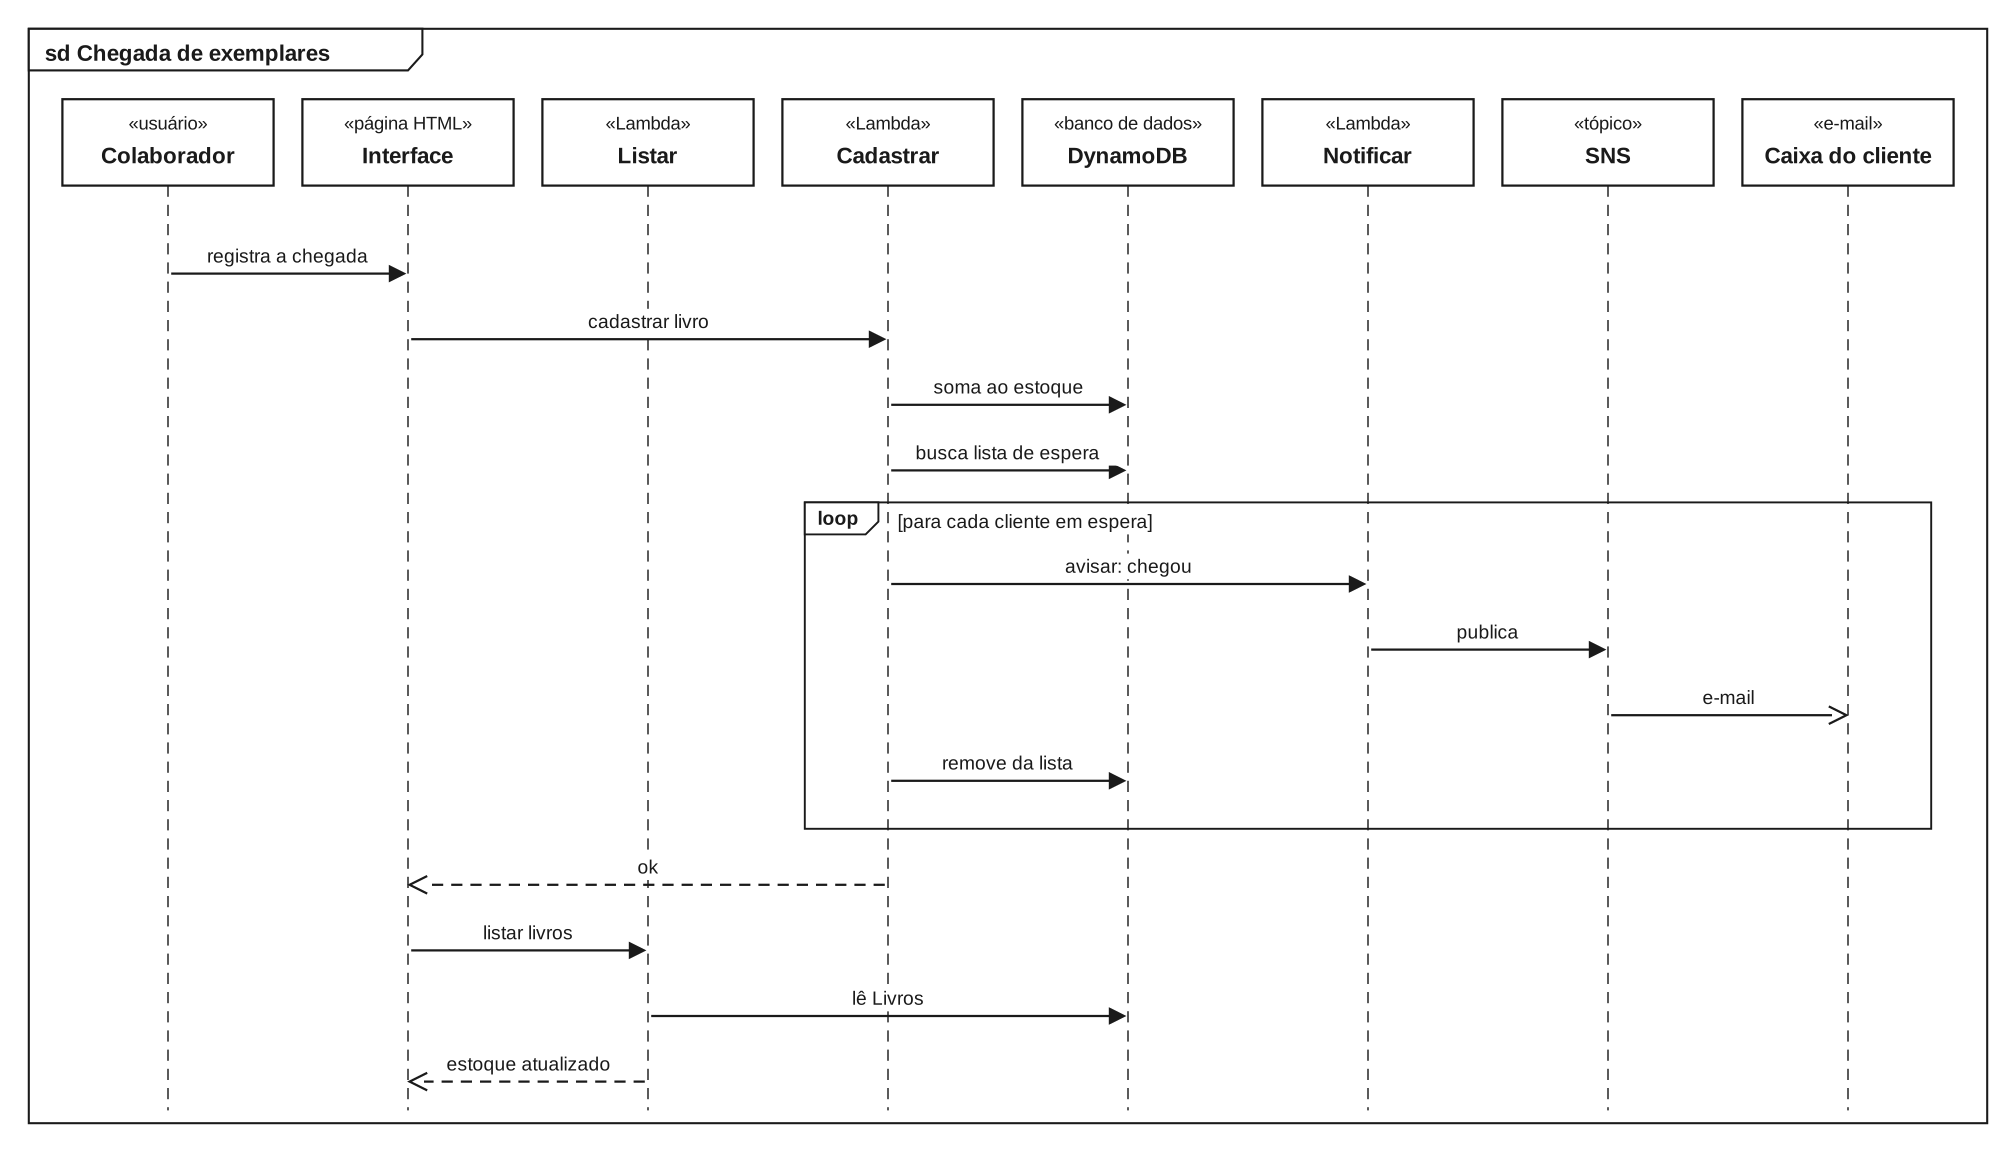 sd Chegada de exemplares
«usuário»
Colaborador
«página HTML»
Interface
«Lambda»
Listar
«Lambda»
Cadastrar
«banco de dados»
DynamoDB
«Lambda»
Notificar
«tópico»
SNS
«e-mail»
Caixa do cliente
registra a chegada
cadastrar livro
soma ao estoque
busca lista de espera
loop
[para cada cliente em espera]
avisar: chegou
publica
e-mail
remove da lista
ok
listar livros
lê Livros
estoque atualizado